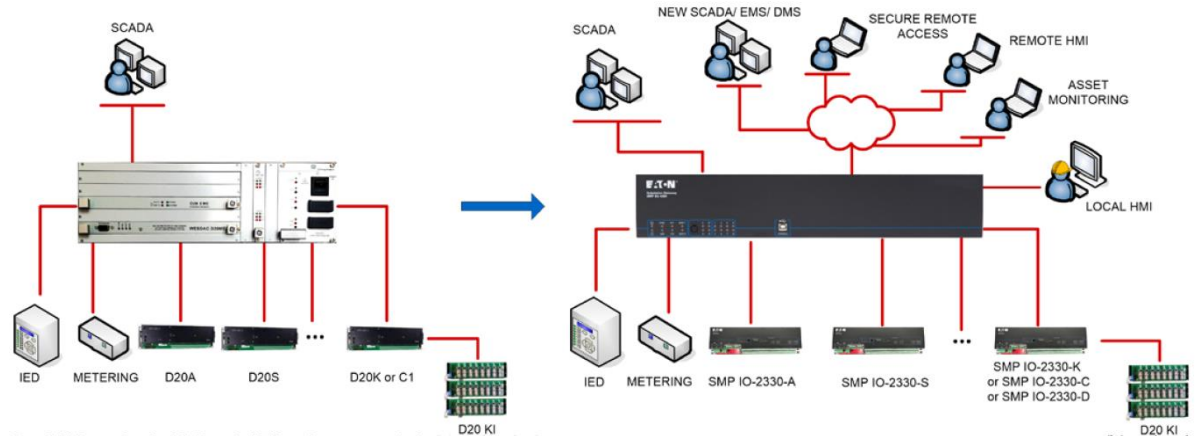 SCADA
IED
METERING
D20A
D20S
...
D20K or C1
D20 KI
SCADA
NEW SCADA/ EMS/ DMS
SECURE REMOTE
ACCESS
REMOTE HMI
ASSET
MONITORING
LOCAL HMI
EATON
IED
METERING
SMP IO-2330-A
SMP IO-2330-S
...
SMP IO-2330-K
or SMP IO-2330-C
or SMP IO-2330-D
D20 KI